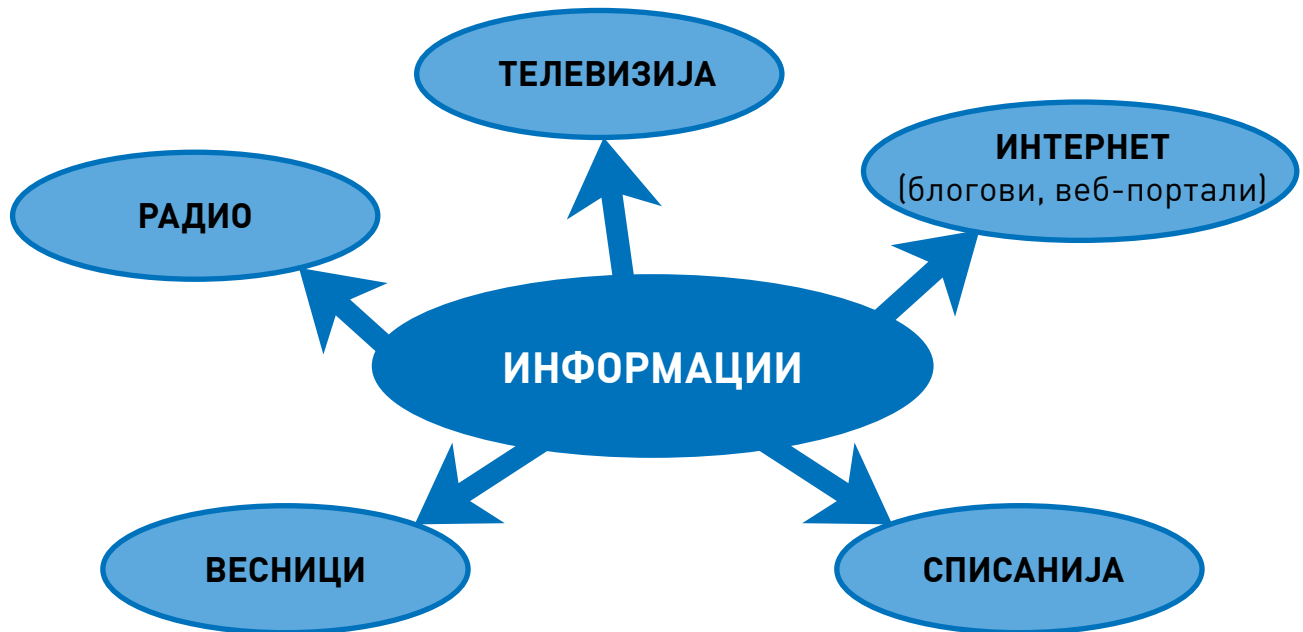 ТЕЛЕВИЗИЈА
ИНТЕРНЕТ
(блогови, веб-портали)
РАДИО
ИНФОРМАЦИИ
ВЕСНИЦИ
СПИСАНИЈА